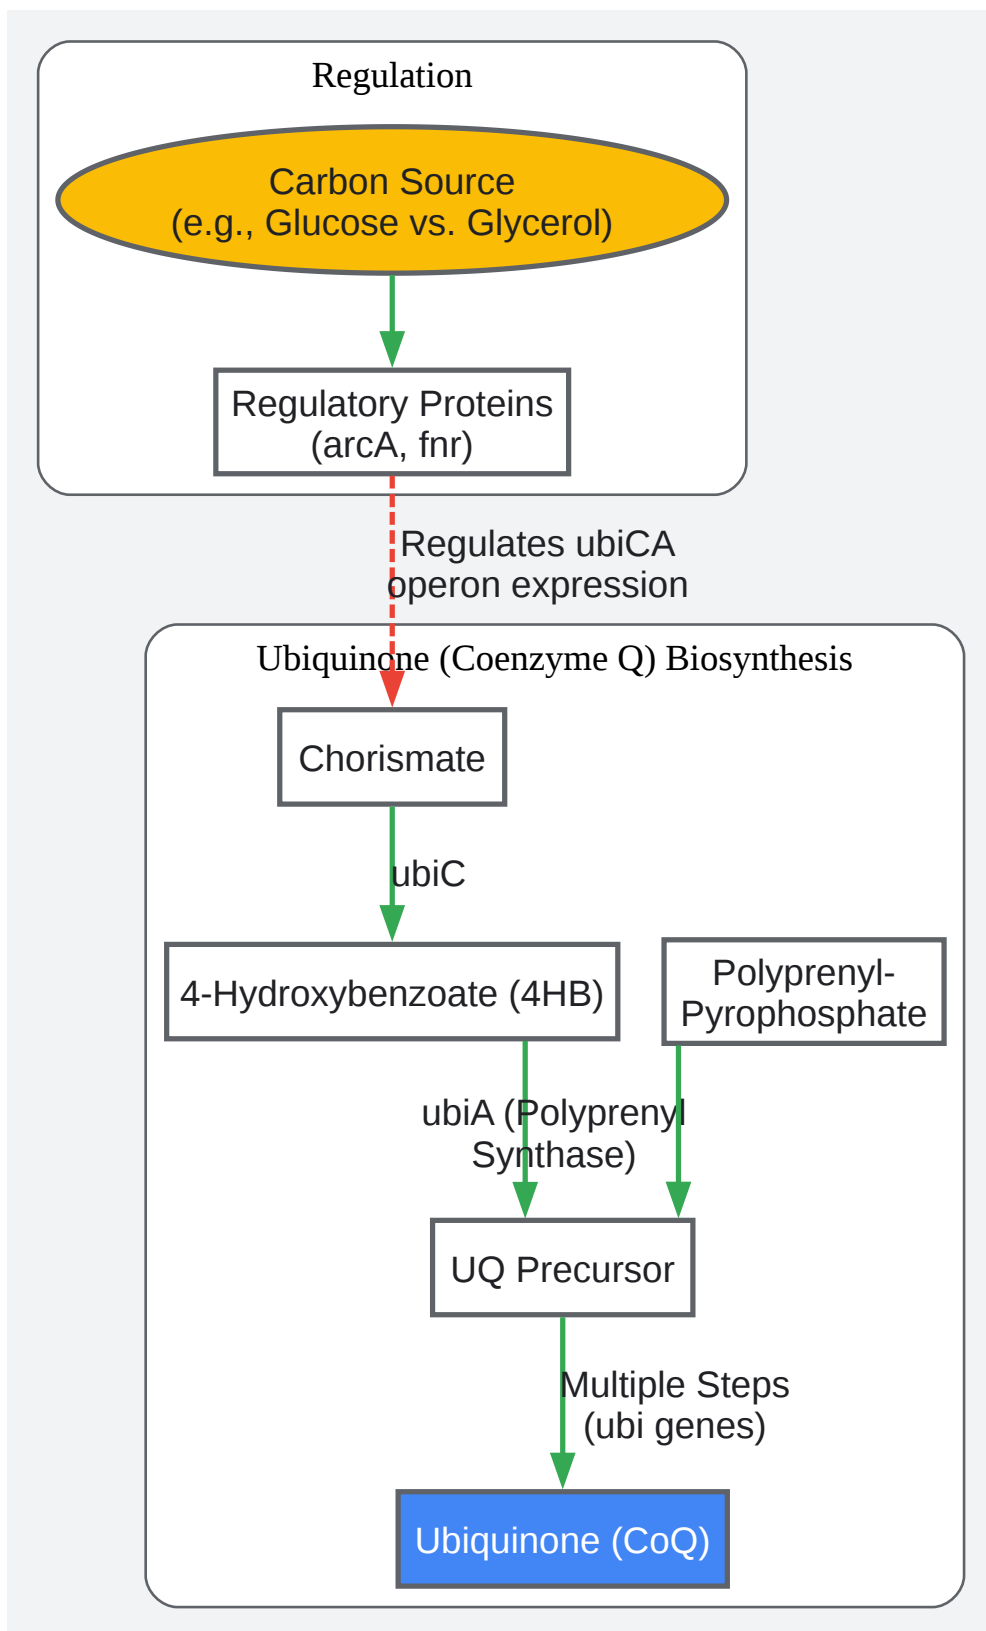 Regulation
Carbon Source
(e.g., Glucose vs. Glycerol)
Regulatory Proteins
(arcA, fnr)
Regulates ubiCA
operon expression
Ubiquinone (Coenzyme Q) Biosynthesis
Chorismate
ubiC
4-Hydroxybenzoate (4HB)
Polyprenyl-
Pyrophosphate
ubiA (Polyprenyl
Synthase)
UQ Precursor
Multiple Steps
(ubi genes)
Ubiquinone (CoQ)